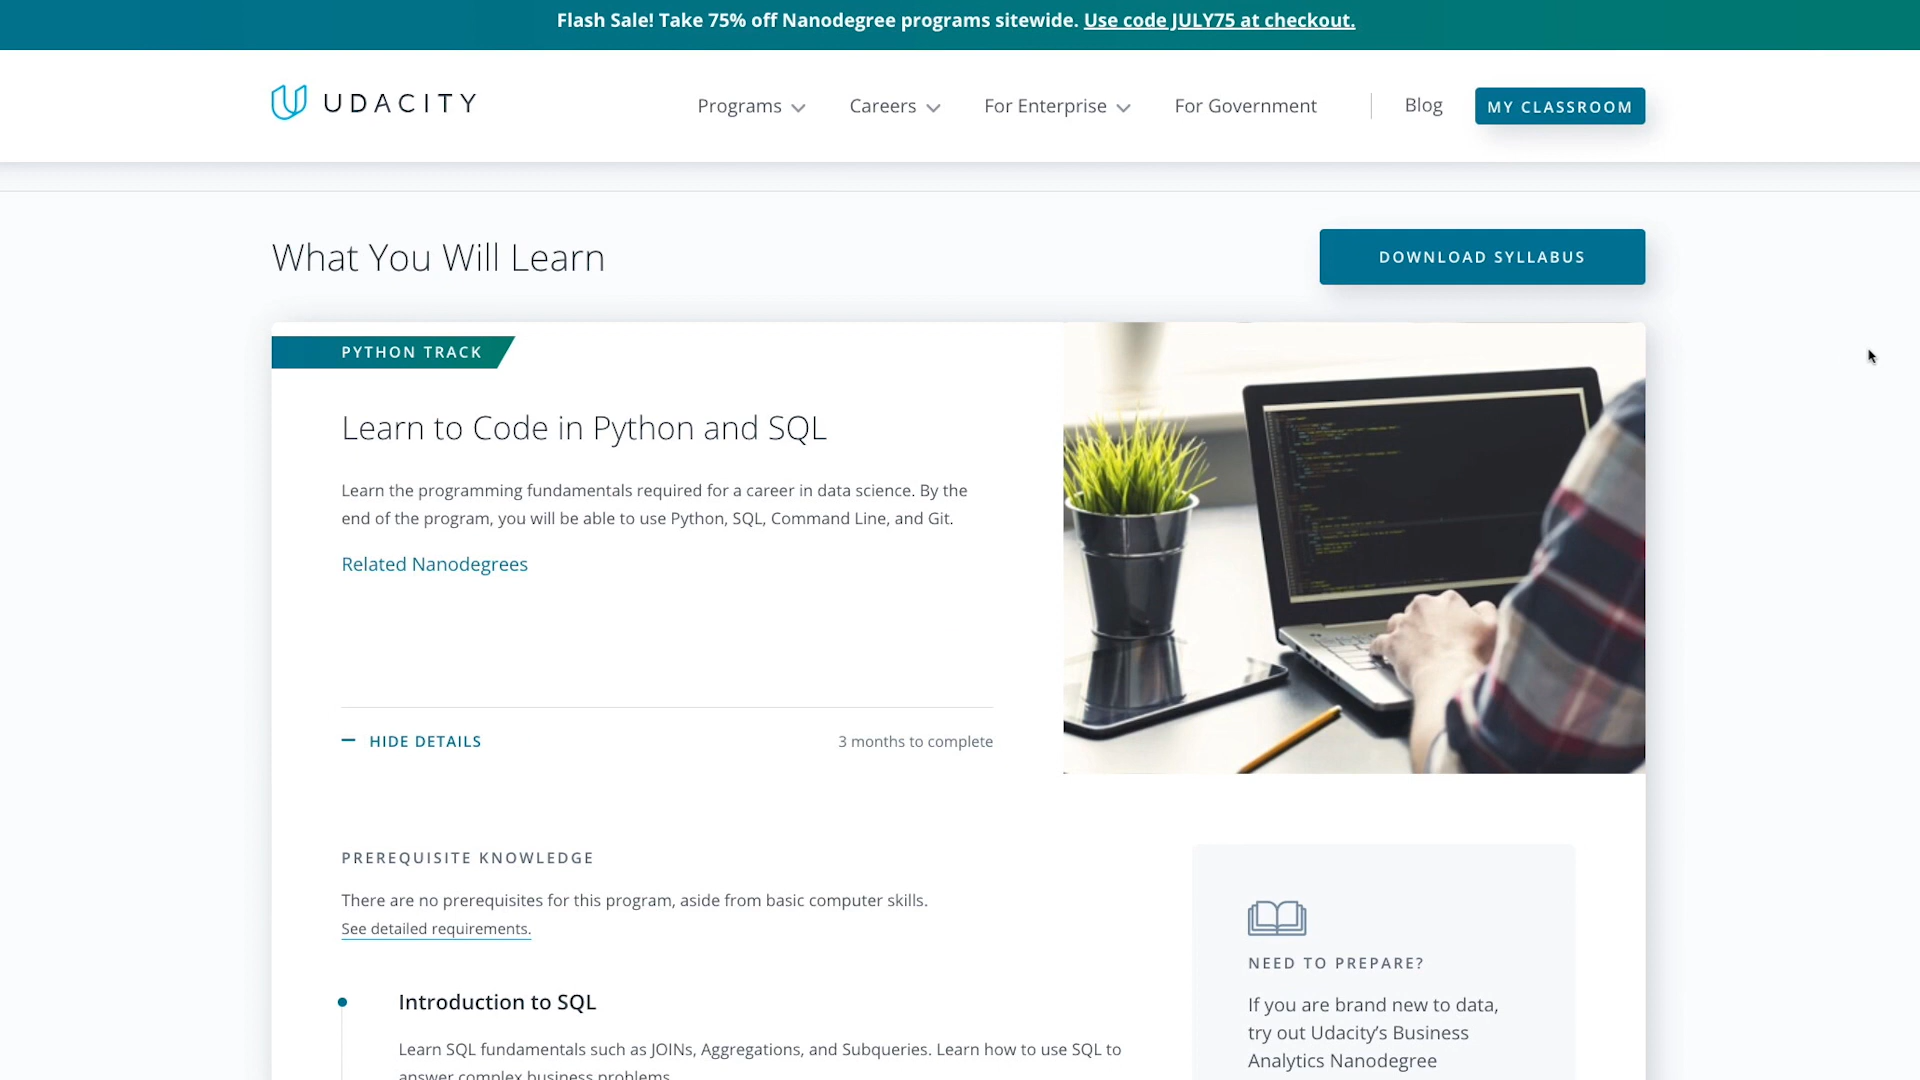 Flash Sale! Take 75% off Nanodegree programs sitewide. Use code JULY75 at checkout.
UDACITY
Programs
Careers
For Enterprise
For Government
Blog
MY CLASSROOM
What You Will Learn
DOWNLOAD SYLLABUS
PYTHON TRACK
Learn to Code in Python and SQL
Learn the programming fundamentals required for a career in data science. By the
end of the program, you will be able to use Python, SQL, Command Line, and Git.
Related Nanodegrees
HIDE DETAILS
3 months to complete
PREREQUISITE KNOWLEDGE
There are no prerequisites for this program, aside from basic computer skills.
See detailed requirements.
Introduction to SQL
Learn SQL fundamentals such as JOINs, Aggregations, and Subqueries. Learn how to use SQL to
answer complex business problems.
NEED TO PREPARE?
If you are brand new to data,
try out Udacity’s Business
Analytics Nanodegree